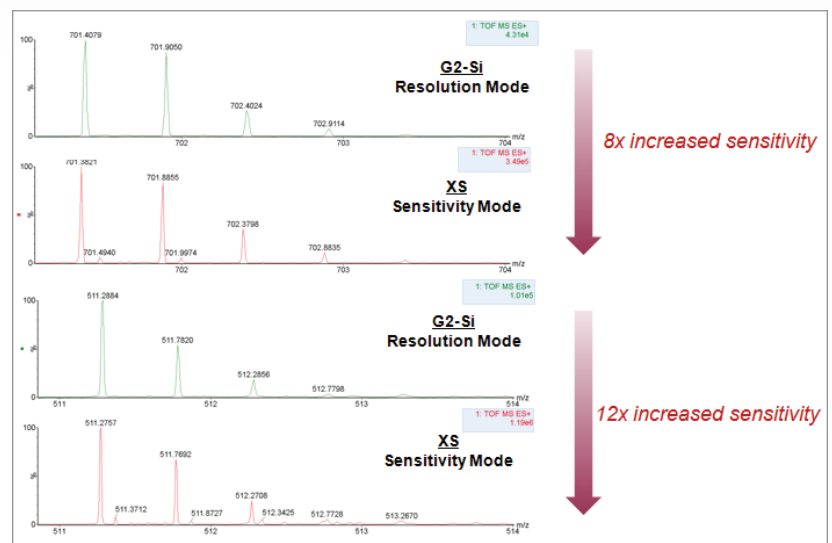 1: TOF MS ES+
4.31e4
100
%
0
701.4079
701.9050
702.4024
702.9114
G2-Si
Resolution Mode
702
703
704
m/z
1: TOF MS ES+
3.49e5
100
%
0
701.3821
701.8855
701.4940
701.9974
702.3798
702.8835
XS
Sensitivity Mode
702
703
704
m/z
8x increased sensitivity
1: TOF MS ES+
1.01e5
100
%
0
511.2884
511.7820
512.2856
512.7798
G2-Si
Resolution Mode
511
512
513
514
m/z
1: TOF MS ES+
1.19e6
100
%
0
511.2757
511.7692
511.3712
511.8727
512.2708
512.3425
512.7728
513.2670
XS
Sensitivity Mode
511
512
513
514
m/z
12x increased sensitivity